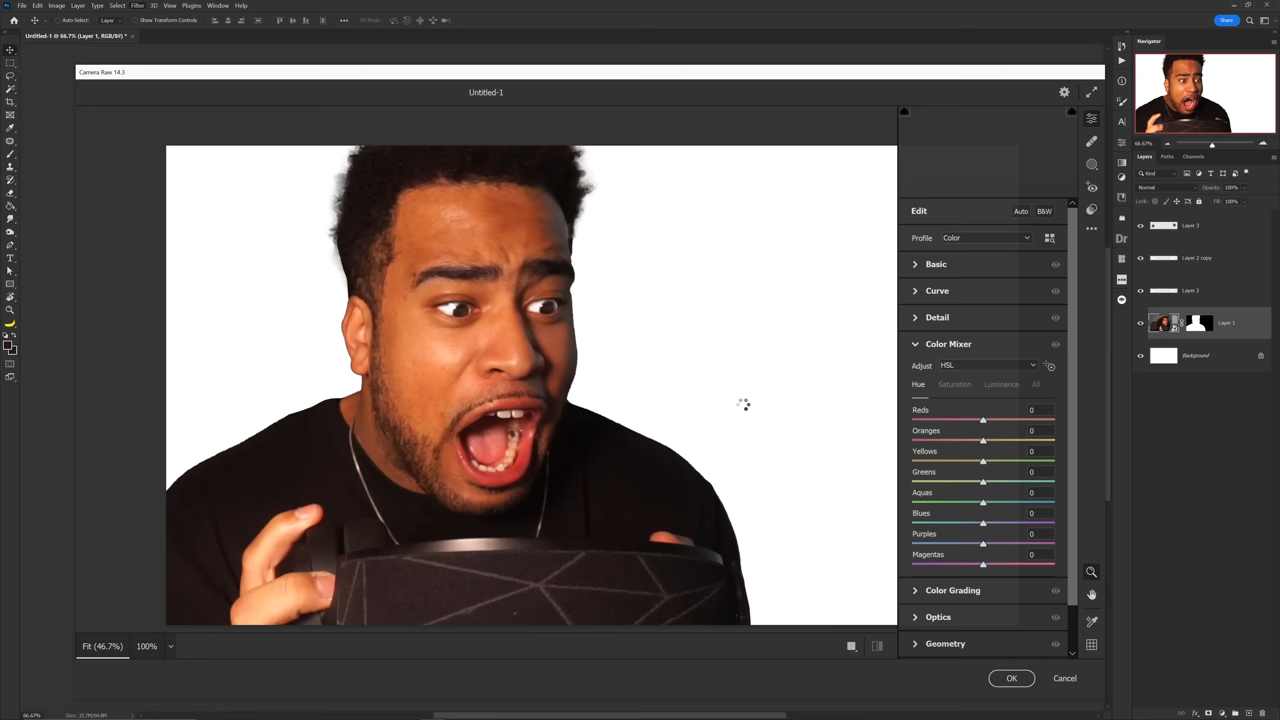 File Edit Image Layer Type Select Filter 3D View Plugins Window Help
Auto-Select: Layer Show Transform Controls 3D Mode: Share
Untitled-1 @ 66.7% (Layer 1, RGB/8#) * ×
Navigator
Camera Raw 14.3
Untitled-1
66.67%
Layers Paths Channels
Kind
Normal Opacity: 100%
Lock: Fill: 100%
Edit Auto B&W
Layer 3
Profile Color
Basic
Layer 2 copy
Curve
Layer 2
Detail
Layer 1
Color Mixer
Background
Adjust HSL
Hue Saturation Luminance All
Reds 0
Oranges 0
Yellows 0
Greens 0
Aquas 0
Blues 0
Purples 0
Magentas 0
Color Grading
Optics
Geometry
Fit (46.7%) 100%
OK Cancel
66.67%